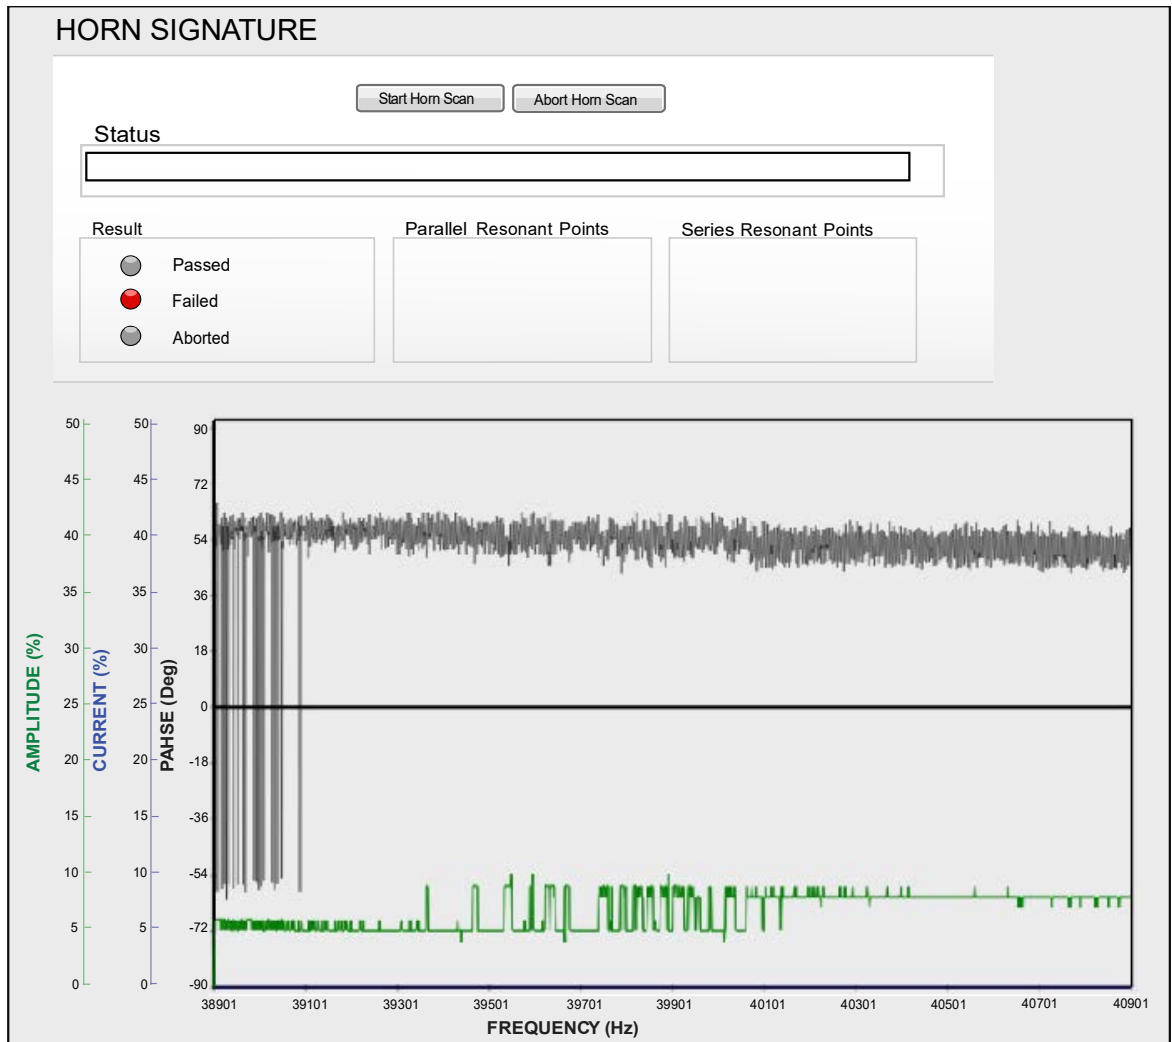 HORN SIGNATURE
Start Horn Scan Abort Horn Scan
Status
Result Parallel Resonant Points Series Resonant Points
Passed
Failed
Aborted
50 50 90
45 45 72
40 40 54
35 35 36
30 30 18
25 25 0
20 20 -18
15 15 -36
10 10 -54
5 5 -72
0 0 -90
AMPLITUDE (%)
CURRENT (%)
PAHSE (Deg)
38901 39101 39301 39501 39701 39901 40101 40301 40501 40701 40901
FREQUENCY (Hz)